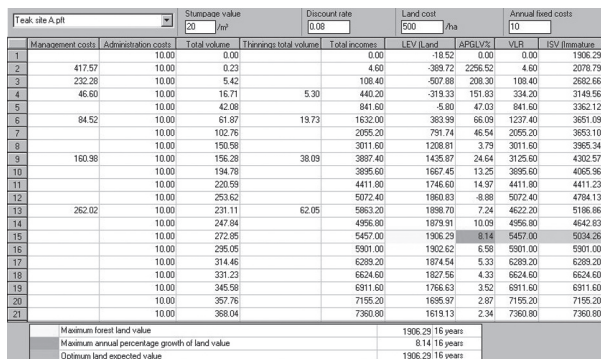 Teak site A.pft
Stumpage value
Discount rate
Land cost
Annual fixed costs
20 /m³
0.08
500 /ha
10
Management costs Administration costs Total volume Thinnings total volume Total incomes LEV (Land APGLV% VLR ISV (Immature
1 10.00 0.00 0.00 -18.52 0.00 0.00 1906.29
2 417.57 10.00 0.23 4.60 -389.72 2256.52 4.60 2078.79
3 232.28 10.00 5.42 108.40 -507.88 208.30 108.40 2682.66
4 46.60 10.00 16.71 5.30 440.20 -319.33 151.83 334.20 3149.56
5 10.00 42.08 841.60 -5.80 47.03 841.60 3362.12
6 84.52 10.00 61.87 19.73 1632.00 383.99 66.09 1237.40 3651.09
7 10.00 102.76 2055.20 791.74 46.54 2055.20 3653.10
8 10.00 150.58 3011.60 1208.81 3.79 3011.60 3965.34
9 160.98 10.00 156.28 38.09 3887.40 1435.87 24.64 3125.60 4302.57
10 10.00 194.78 3895.60 1667.45 13.25 3895.60 4065.96
11 10.00 220.59 4411.80 1746.60 14.97 4411.80 4411.23
12 10.00 253.62 5072.40 1860.83 -8.88 5072.40 4784.13
13 262.02 10.00 231.11 62.05 5863.20 1898.70 7.24 4622.20 5186.86
14 10.00 247.84 4956.80 1879.91 10.09 4956.80 4642.83
15 10.00 272.85 5457.00 1906.29 8.14 5457.00 5034.26
16 10.00 295.05 5901.00 1902.62 6.58 5901.00 5901.00
17 10.00 314.46 6289.20 1874.54 5.33 6289.20 6289.20
18 10.00 331.23 6624.60 1827.56 4.33 6624.60 6624.60
19 10.00 345.58 6911.60 1766.63 3.52 6911.60 6911.60
20 10.00 357.76 7155.20 1695.97 2.87 7155.20 7155.20
21 10.00 368.04 7360.80 1619.13 2.34 7360.80 7360.80
Maximum forest land value 1906.29 16 years
Maximum annual percentage growth of land value 8.14 16 years
Optimum land expected value 1906.29 16 years